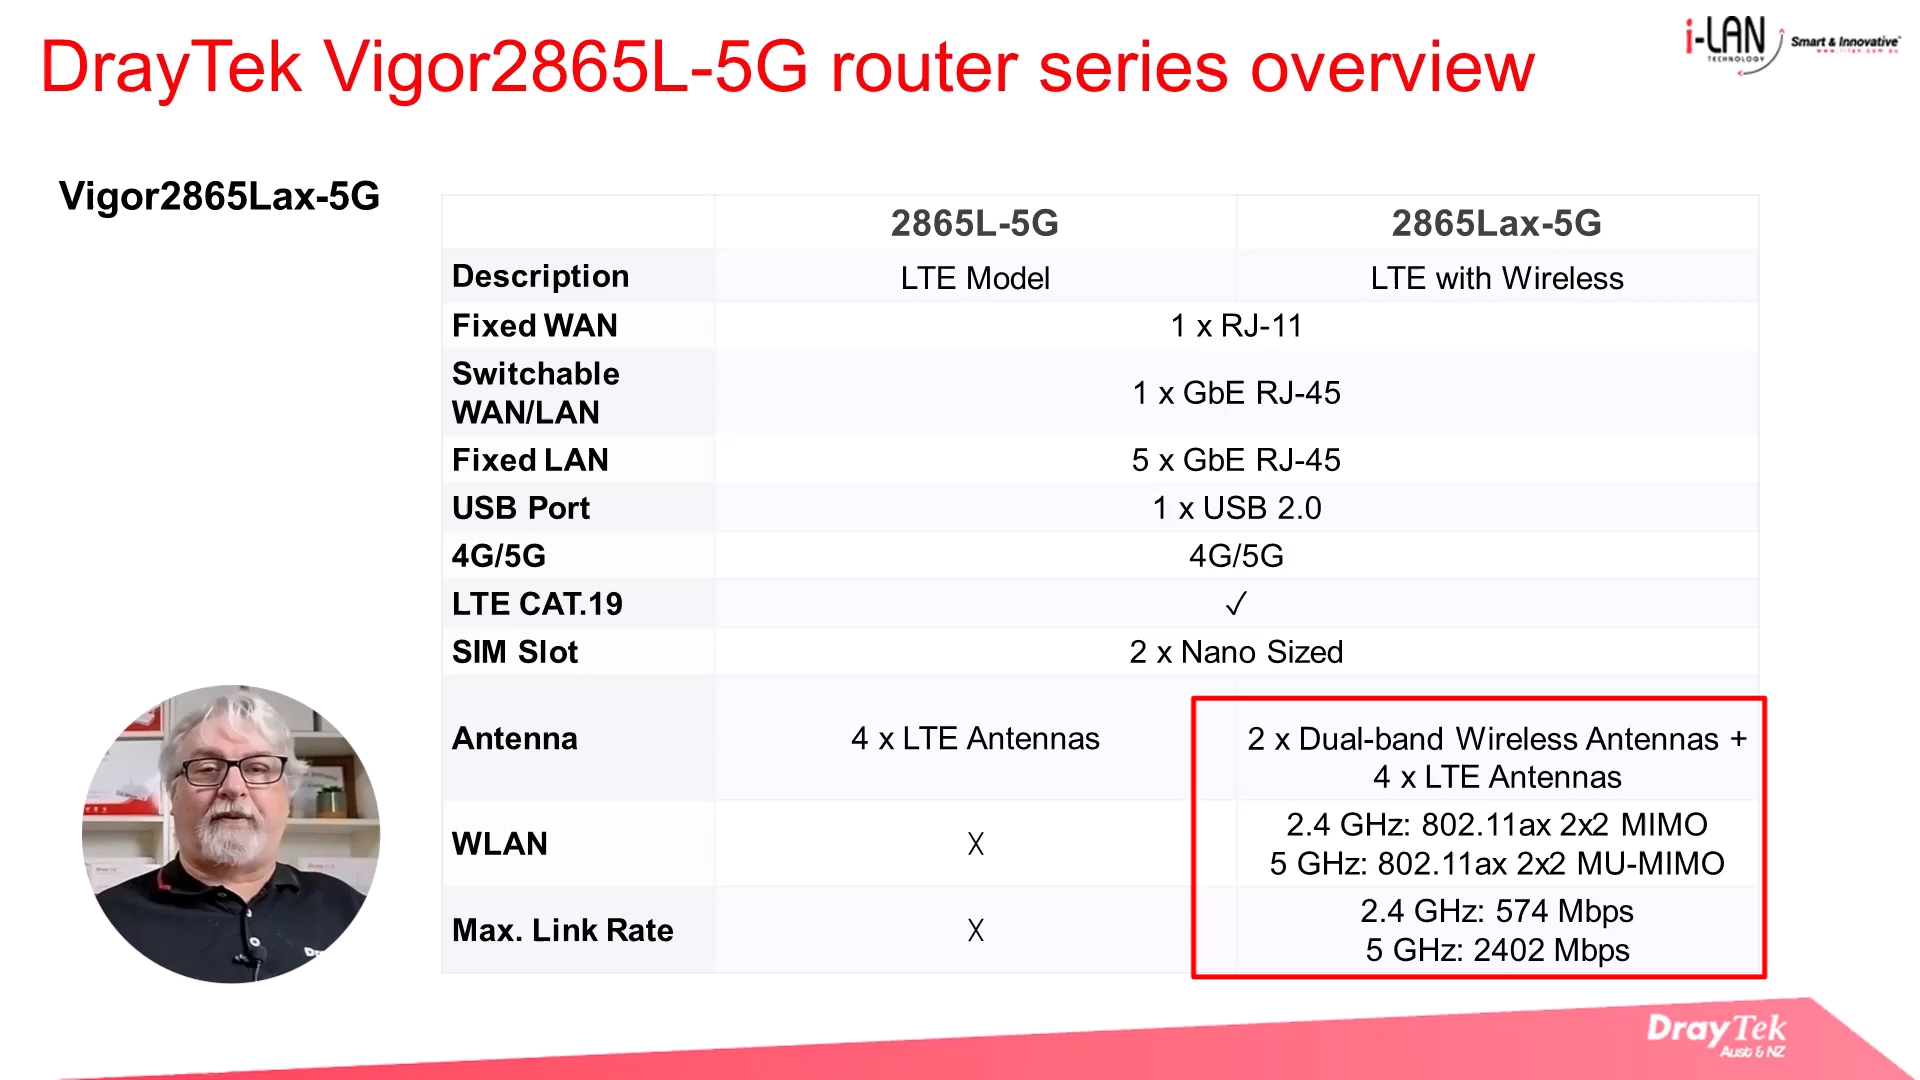 DrayTek Vigor2865L-5G router series overview
i-LAN
TECHNOLOGY
Smart & Innovative
Vigor2865Lax-5G
2865L-5G 2865Lax-5G
Description LTE Model LTE with Wireless
Fixed WAN 1 x RJ-11
Switchable
WAN/LAN 1 x GbE RJ-45
Fixed LAN 5 x GbE RJ-45
USB Port 1 x USB 2.0
4G/5G 4G/5G
LTE CAT.19 ✓
SIM Slot 2 x Nano Sized
Antenna 4 x LTE Antennas 2 x Dual-band Wireless Antennas +
4 x LTE Antennas
WLAN X 2.4 GHz: 802.11ax 2x2 MIMO
5 GHz: 802.11ax 2x2 MU-MIMO
Max. Link Rate X 2.4 GHz: 574 Mbps
5 GHz: 2402 Mbps
DrayTek
Aust & NZ